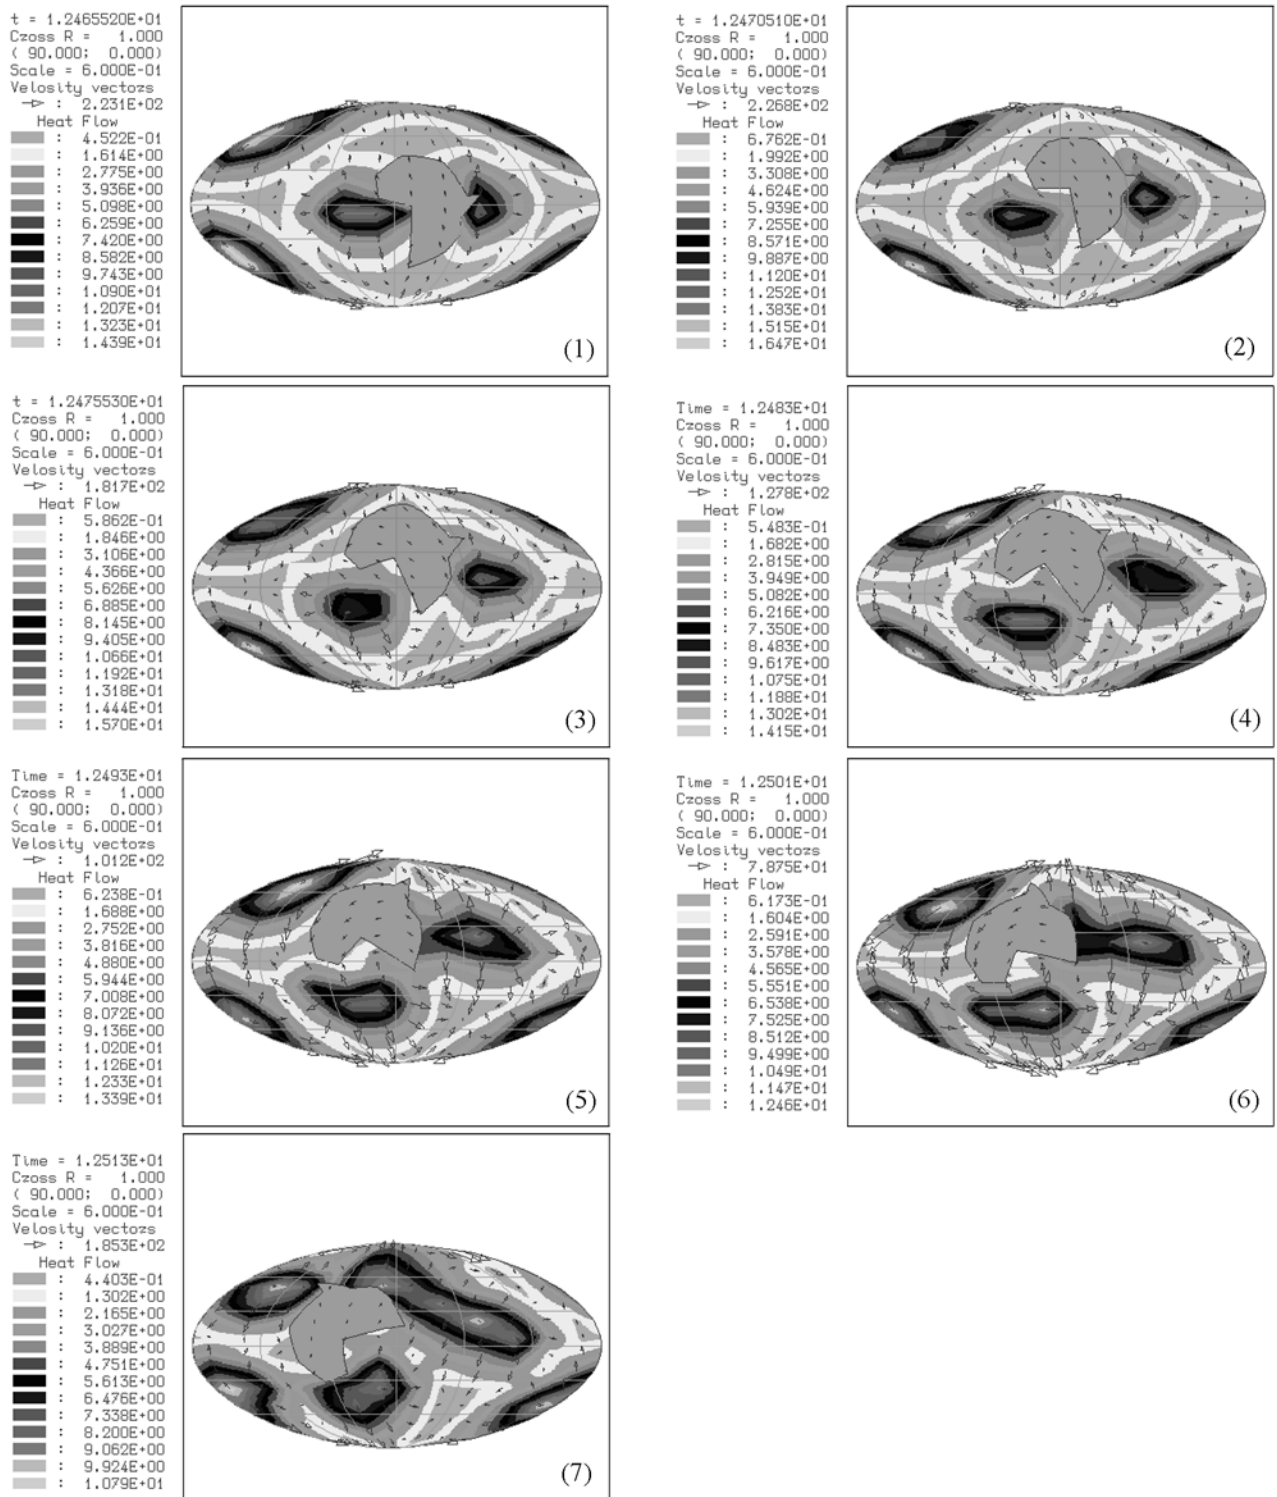 t = 1.2465520E+01
Czoss R = 1.000
( 90.000; 0.000)
Scale = 6.000E-01
Velocity vectozs
: 2.231E+02
Heat Flow
: 4.522E-01
: 1.614E+00
: 2.775E+00
: 3.936E+00
: 5.098E+00
: 6.259E+00
: 7.420E+00
: 8.582E+00
: 9.743E+00
: 1.090E+01
: 1.207E+01
: 1.323E+01
: 1.439E+01
(1)
t = 1.2470510E+01
Czoss R = 1.000
( 90.000; 0.000)
Scale = 6.000E-01
Velocity vectozs
: 2.268E+02
Heat Flow
: 6.762E-01
: 1.992E+00
: 3.308E+00
: 4.624E+00
: 5.939E+00
: 7.255E+00
: 8.571E+00
: 9.887E+00
: 1.120E+01
: 1.252E+01
: 1.383E+01
: 1.515E+01
: 1.647E+01
(2)
t = 1.2475530E+01
Czoss R = 1.000
( 90.000; 0.000)
Scale = 6.000E-01
Velocity vectozs
: 1.817E+02
Heat Flow
: 5.862E-01
: 1.846E+00
: 3.106E+00
: 4.366E+00
: 5.626E+00
: 6.885E+00
: 8.145E+00
: 9.405E+00
: 1.066E+01
: 1.192E+01
: 1.318E+01
: 1.444E+01
: 1.570E+01
(3)
Time = 1.2483E+01
Czoss R = 1.000
( 90.000; 0.000)
Scale = 6.000E-01
Velocity vectozs
: 1.278E+02
Heat Flow
: 5.483E-01
: 1.682E+00
: 2.815E+00
: 3.949E+00
: 5.082E+00
: 6.216E+00
: 7.350E+00
: 8.483E+00
: 9.617E+00
: 1.075E+01
: 1.188E+01
: 1.302E+01
: 1.415E+01
(4)
Time = 1.2493E+01
Czoss R = 1.000
( 90.000; 0.000)
Scale = 6.000E-01
Velocity vectozs
: 1.012E+02
Heat Flow
: 6.238E-01
: 1.688E+00
: 2.752E+00
: 3.816E+00
: 4.880E+00
: 5.944E+00
: 7.008E+00
: 8.072E+00
: 9.136E+00
: 1.020E+01
: 1.126E+01
: 1.233E+01
: 1.339E+01
(5)
Time = 1.2501E+01
Czoss R = 1.000
( 90.000; 0.000)
Scale = 6.000E-01
Velocity vectozs
: 7.875E+01
Heat Flow
: 6.173E-01
: 1.604E+00
: 2.591E+00
: 3.578E+00
: 4.565E+00
: 5.551E+00
: 6.538E+00
: 7.525E+00
: 8.512E+00
: 9.499E+00
: 1.049E+01
: 1.147E+01
: 1.246E+01
(6)
Time = 1.2513E+01
Czoss R = 1.000
( 90.000; 0.000)
Scale = 6.000E-01
Velocity vectozs
: 1.853E+02
Heat Flow
: 4.403E-01
: 1.302E+00
: 2.165E+00
: 3.027E+00
: 3.889E+00
: 4.751E+00
: 5.613E+00
: 6.476E+00
: 7.338E+00
: 8.200E+00
: 9.062E+00
: 9.924E+00
: 1.079E+01
(7)